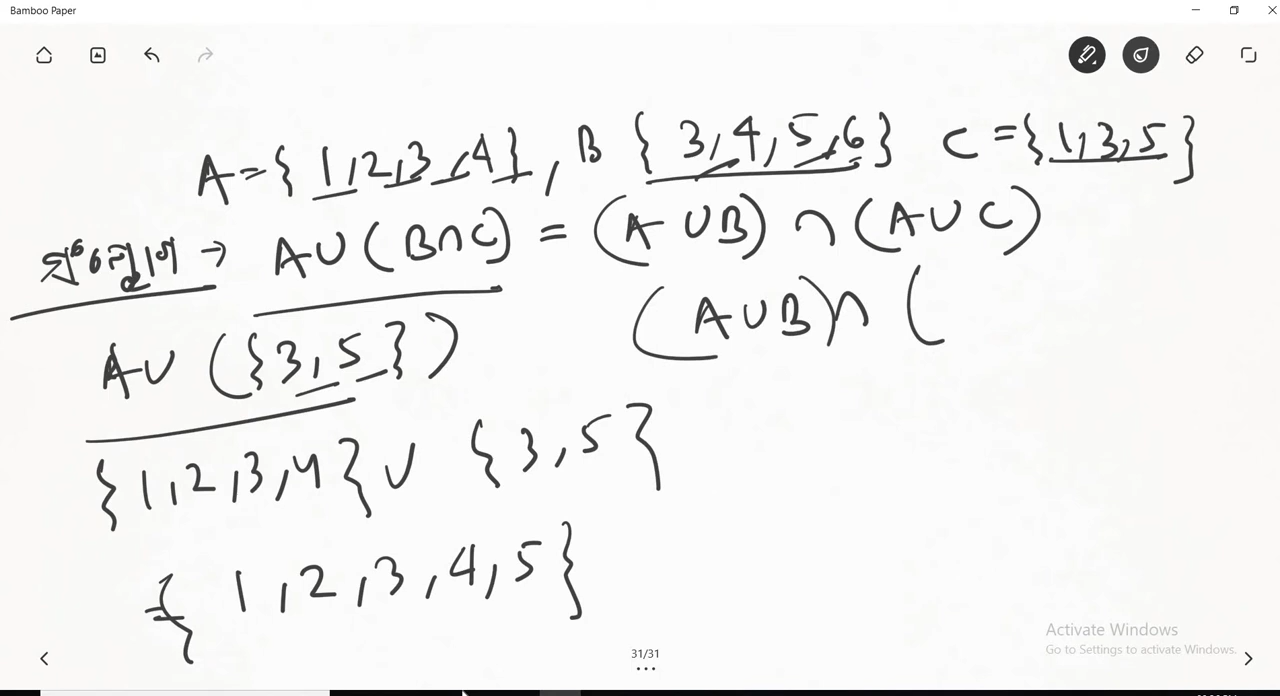 Bamboo Paper
A={1,2,3,4}, B {3,4,5,6} C={1,3,5}
→ A∪(B∩C) = (A∪B)∩(A∪C)
A∪({3,5}) (A∪B)∩(
{1,2,3,4}∪{3,5}
={1,2,3,4,5}
Activate Windows
Go to Settings to activate Windows.
31/31